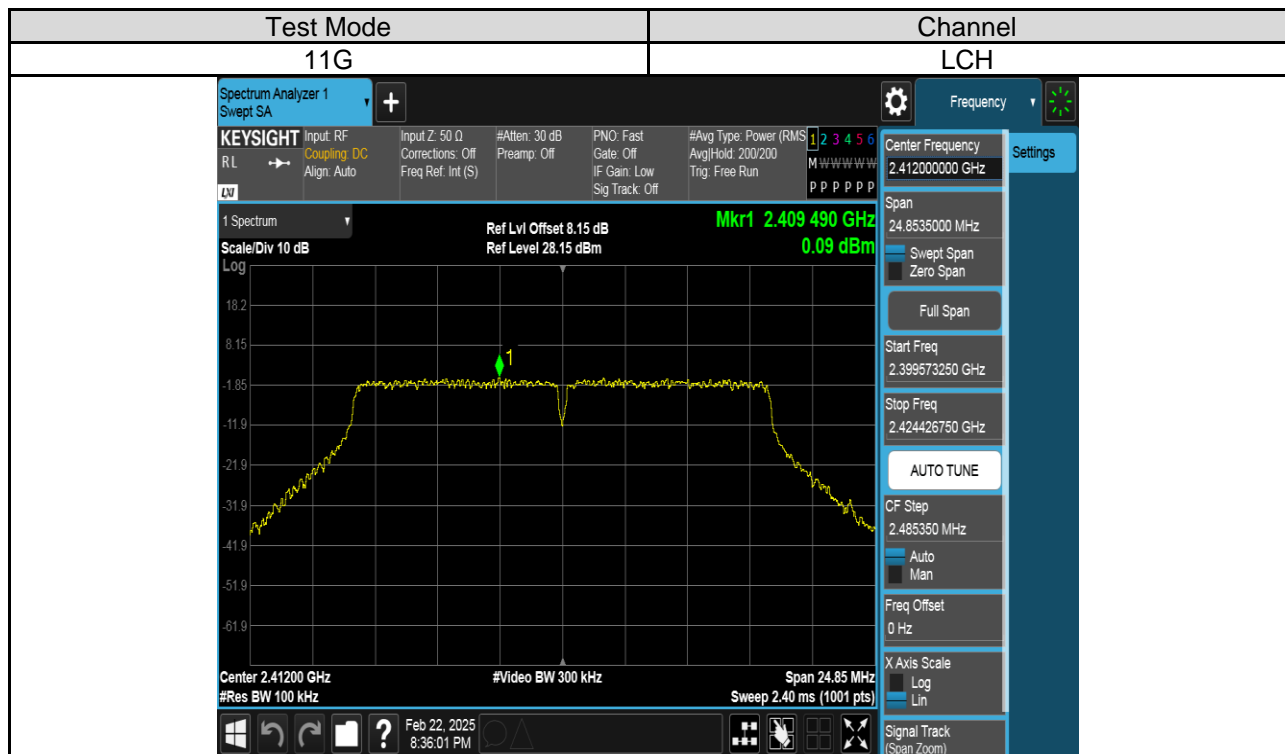 Test Mode
Channel
11G
LCH
Spectrum Analyzer 1
Swept SA
+
Frequency
KEYSIGHT
RL
LXI
Input: RF
Coupling: DC
Align: Auto
Input Z: 50 Ω
Corrections: Off
Freq Ref: Int (S)
#Atten: 30 dB
Preamp: Off
PNO: Fast
Gate: Off
IF Gain: Low
Sig Track: Off
#Avg Type: Power (RMS
Avg|Hold: 200/200
Trig: Free Run
1 2 3 4 5 6
M W W W W W
P P P P P P
Center Frequency
2.412000000 GHz
Settings
1 Spectrum
Scale/Div 10 dB
Ref Lvl Offset 8.15 dB
Ref Level 28.15 dBm
Mkr1 2.409 490 GHz
0.09 dBm
Log
18.2
8.15
-1.85
-11.9
-21.9
-31.9
-41.9
-51.9
-61.9
1
Center 2.41200 GHz
#Res BW 100 kHz
#Video BW 300 kHz
Span 24.85 MHz
Sweep 2.40 ms (1001 pts)
Span
24.8535000 MHz
Swept Span
Zero Span
Full Span
Start Freq
2.399573250 GHz
Stop Freq
2.424426750 GHz
AUTO TUNE
CF Step
2.485350 MHz
Auto
Man
Freq Offset
0 Hz
X Axis Scale
Log
Lin
Signal Track
(Span Zoom)
?
Feb 22, 2025
8:36:01 PM